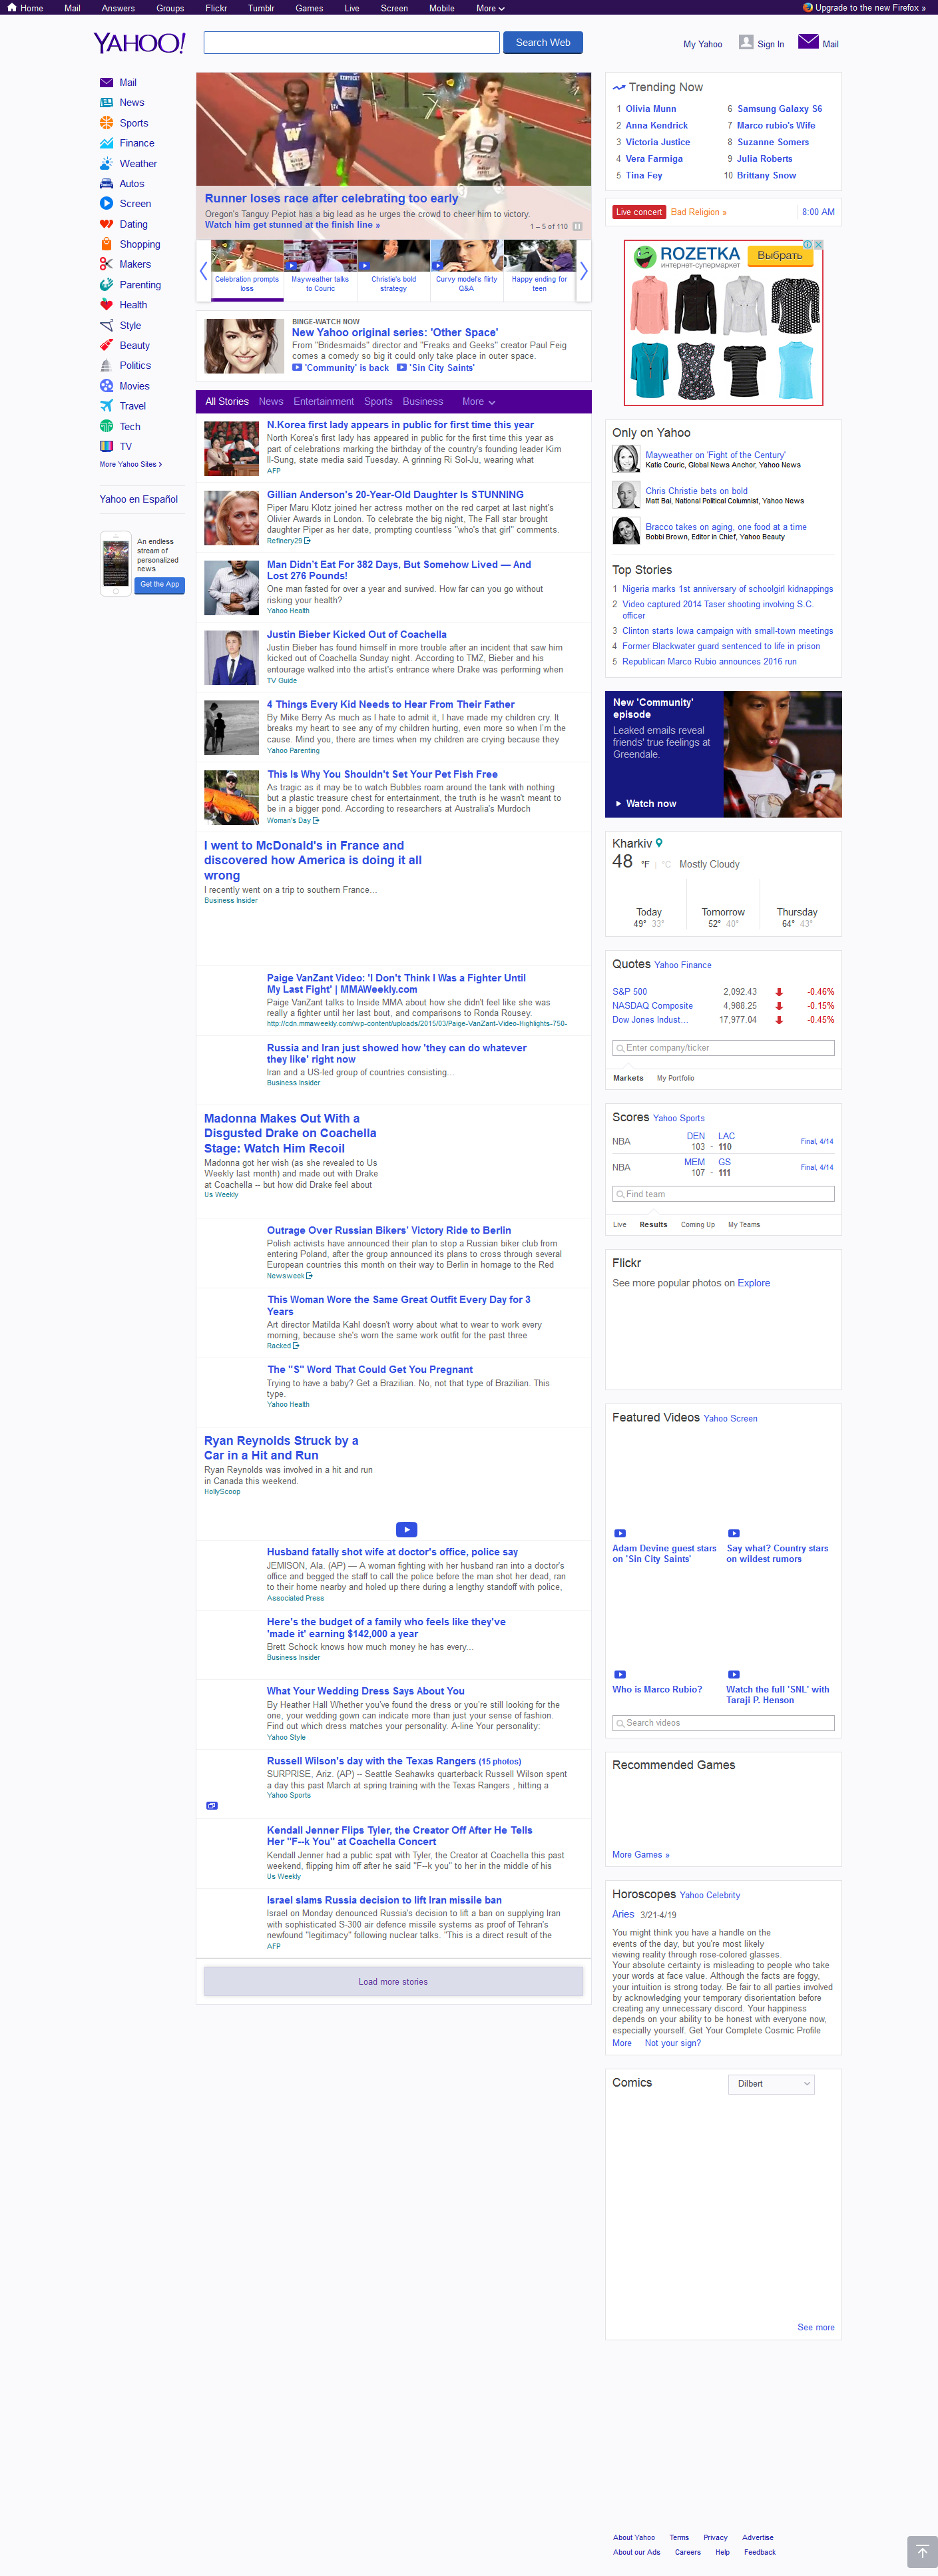 Home Mail Answers Groups Flickr Tumblr Games Live Screen Mobile More Upgrade to the new Firefox »
YAHOO!
Search Web
My Yahoo Sign In Mail
Mail
News
Sports
Finance
Weather
Autos
Screen
Dating
Shopping
Makers
Parenting
Health
Style
Beauty
Politics
Movies
Travel
Tech
TV
More Yahoo Sites ›
Yahoo en Español
An endless
stream of
personalized
news
Get the App
Runner loses race after celebrating too early
Oregon's Tanguy Pepiot has a big lead as he urges the crowd to cheer him to victory.
Watch him get stunned at the finish line »
1 – 5 of 110
Celebration prompts
loss
Mayweather talks
to Couric
Christie's bold
strategy
Curvy model's flirty
Q&A
Happy ending for
teen
BINGE-WATCH NOW
New Yahoo original series: 'Other Space'
From "Bridesmaids" director and "Freaks and Geeks" creator Paul Feig
comes a comedy so big it could only take place in outer space.
'Community' is back 'Sin City Saints'
All Stories News Entertainment Sports Business More
N.Korea first lady appears in public for first time this year
North Korea's first lady has appeared in public for the first time this year as
part of celebrations marking the birthday of the country's founding leader Kim
Il-Sung, state media said Tuesday. A grinning Ri Sol-Ju, wearing what
AFP
Gillian Anderson's 20-Year-Old Daughter Is STUNNING
Piper Maru Klotz joined her actress mother on the red carpet at last night's
Olivier Awards in London. To celebrate the big night, The Fall star brought
daughter Piper as her date, prompting countless "who's that girl" comments.
Refinery29
Man Didn't Eat For 382 Days, But Somehow Lived — And
Lost 276 Pounds!
One man fasted for over a year and survived. How far can you go without
risking your health?
Yahoo Health
Justin Bieber Kicked Out of Coachella
Justin Bieber has found himself in more trouble after an incident that saw him
kicked out of Coachella Sunday night. According to TMZ, Bieber and his
entourage walked into the artist's entrance where Drake was performing when
TV Guide
4 Things Every Kid Needs to Hear From Their Father
By Mike Berry As much as I hate to admit it, I have made my children cry. It
breaks my heart to see any of my children hurting, even more so when I'm the
cause. Mind you, there are times when my children are crying because they
Yahoo Parenting
This Is Why You Shouldn't Set Your Pet Fish Free
As tragic as it may be to watch Bubbles roam around the tank with nothing
but a plastic treasure chest for entertainment, the truth is he wasn't meant to
be in a bigger pond. According to researchers at Australia's Murdoch
Woman's Day
I went to McDonald's in France and
discovered how America is doing it all
wrong
I recently went on a trip to southern France...
Business Insider
Paige VanZant Video: 'I Don't Think I Was a Fighter Until
My Last Fight' | MMAWeekly.com
Paige VanZant talks to Inside MMA about how she didn't feel like she was
really a fighter until her last bout, and comparisons to Ronda Rousey.
http://cdn.mmaweekly.com/wp-content/uploads/2015/03/Paige-VanZant-Video-Highlights-750-
Russia and Iran just showed how 'they can do whatever
they like' right now
Iran and a US-led group of countries consisting...
Business Insider
Madonna Makes Out With a
Disgusted Drake on Coachella
Stage: Watch Him Recoil
Madonna got her wish (as she revealed to Us
Weekly last month) and made out with Drake
at Coachella -- but how did Drake feel about
Us Weekly
Outrage Over Russian Bikers' Victory Ride to Berlin
Polish activists have announced their plan to stop a Russian biker club from
entering Poland; after the group announced its plans to cross through several
European countries this month on their way to Berlin in homage to the Red
Newsweek
This Woman Wore the Same Great Outfit Every Day for 3
Years
Art director Matilda Kahl doesn't worry about what to wear to work every
morning, because she's worn the same work outfit for the past three
Racked
The "S" Word That Could Get You Pregnant
Trying to have a baby? Get a Brazilian. No, not that type of Brazilian. This
type.
Yahoo Health
Ryan Reynolds Struck by a
Car in a Hit and Run
Ryan Reynolds was involved in a hit and run
in Canada this weekend.
HollyScoop
Husband fatally shot wife at doctor's office, police say
JEMISON, Ala. (AP) — A woman fighting with her husband ran into a doctor's
office and begged the staff to call the police before the man shot her dead, ran
to their home nearby and holed up there during a lengthy standoff with police,
Associated Press
Here's the budget of a family who feels like they've
'made it' earning $142,000 a year
Brett Schock knows how much money he has every...
Business Insider
What Your Wedding Dress Says About You
By Heather Hall Whether you've found the dress or you're still looking for the
one, your wedding gown can indicate more than just your sense of fashion.
Find out which dress matches your personality. A-line Your personality:
Yahoo Style
Russell Wilson's day with the Texas Rangers (15 photos)
SURPRISE, Ariz. (AP) -- Seattle Seahawks quarterback Russell Wilson spent
a day this past March at spring training with the Texas Rangers , hitting a
Yahoo Sports
Kendall Jenner Flips Tyler, the Creator Off After He Tells
Her "F--k You" at Coachella Concert
Kendall Jenner had a public spat with Tyler, the Creator at Coachella this past
weekend, flipping him off after he said "F--k you" to her in the middle of his
Us Weekly
Israel slams Russia decision to lift Iran missile ban
Israel on Monday denounced Russia's decision to lift a ban on supplying Iran
with sophisticated S-300 air defence missile systems as proof of Tehran's
newfound "legitimacy" following nuclear talks. "This is a direct result of the
AFP
Load more stories
Trending Now
1 Olivia Munn
2 Anna Kendrick
3 Victoria Justice
4 Vera Farmiga
5 Tina Fey
6 Samsung Galaxy S6
7 Marco rubio's Wife
8 Suzanne Somers
9 Julia Roberts
10 Brittany Snow
Live concert Bad Religion » 8:00 AM
ROZETKA
интернет-супермаркет
Выбрать
Only on Yahoo
Mayweather on 'Fight of the Century'
Katie Couric, Global News Anchor, Yahoo News
Chris Christie bets on bold
Matt Bai, National Political Columnist, Yahoo News
Bracco takes on aging, one food at a time
Bobbi Brown, Editor in Chief, Yahoo Beauty
Top Stories
1 Nigeria marks 1st anniversary of schoolgirl kidnappings
2 Video captured 2014 Taser shooting involving S.C.
officer
3 Clinton starts Iowa campaign with small-town meetings
4 Former Blackwater guard sentenced to life in prison
5 Republican Marco Rubio announces 2016 run
New 'Community'
episode
Leaked emails reveal
friends' true feelings at
Greendale.
Watch now
Kharkiv
48 °F | °C Mostly Cloudy
Today Tomorrow Thursday
49° 33° 52° 40° 64° 43°
Quotes Yahoo Finance
S&P 500 2,092.43 -0.46%
NASDAQ Composite 4,988.25 -0.15%
Dow Jones Indust... 17,977.04 -0.45%
Enter company/ticker
Markets My Portfolio
Scores Yahoo Sports
NBA DEN LAC Final, 4/14
103 - 110
NBA MEM GS Final, 4/14
107 - 111
Find team
Live Results Coming Up My Teams
Flickr
See more popular photos on Explore
Featured Videos Yahoo Screen
Adam Devine guest stars
on 'Sin City Saints'
Say what? Country stars
on wildest rumors
Who is Marco Rubio?
Watch the full 'SNL' with
Taraji P. Henson
Search videos
Recommended Games
More Games »
Horoscopes Yahoo Celebrity
Aries 3/21-4/19
You might think you have a handle on the
events of the day, but you're most likely
viewing reality through rose-colored glasses.
Your absolute certainty is misleading to people who take
your words at face value. Although the facts are foggy,
your intuition is strong today. Be fair to all parties involved
by acknowledging your temporary disorientation before
creating any unnecessary discord. Your happiness
depends on your ability to be honest with everyone now,
especially yourself. Get Your Complete Cosmic Profile
More Not your sign?
Comics Dilbert
See more
About Yahoo Terms Privacy Advertise
About our Ads Careers Help Feedback